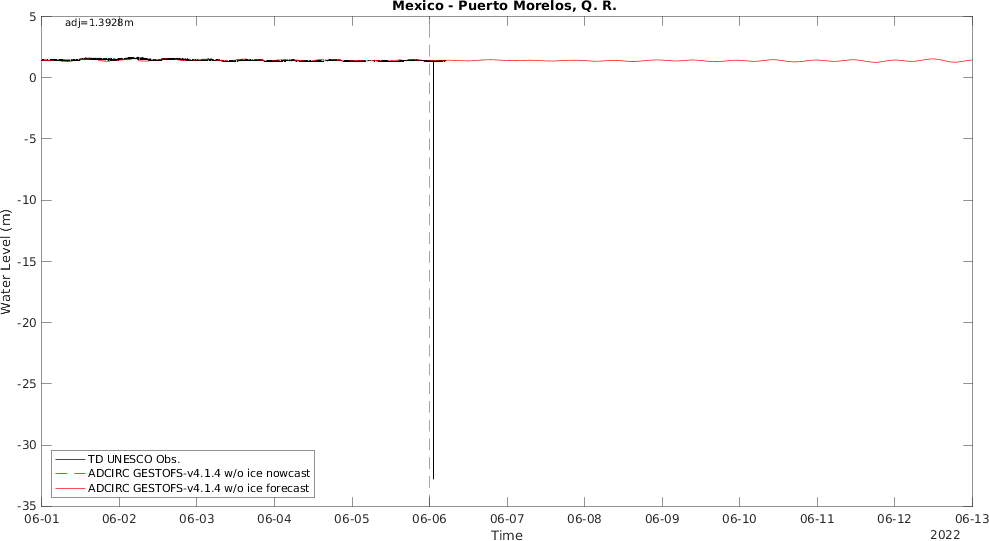 Mexico - Puerto Morelos, Q. R.
adj=1.3928m
5
0
-5
-10
-15
-20
-25
-30
-35
Water Level (m)
TD UNESCO Obs.
ADCIRC GESTOFS-v4.1.4 w/o ice nowcast
ADCIRC GESTOFS-v4.1.4 w/o ice forecast
06-01 06-02 06-03 06-04 06-05 06-06 06-07 06-08 06-09 06-10 06-11 06-12 06-13
Time
2022